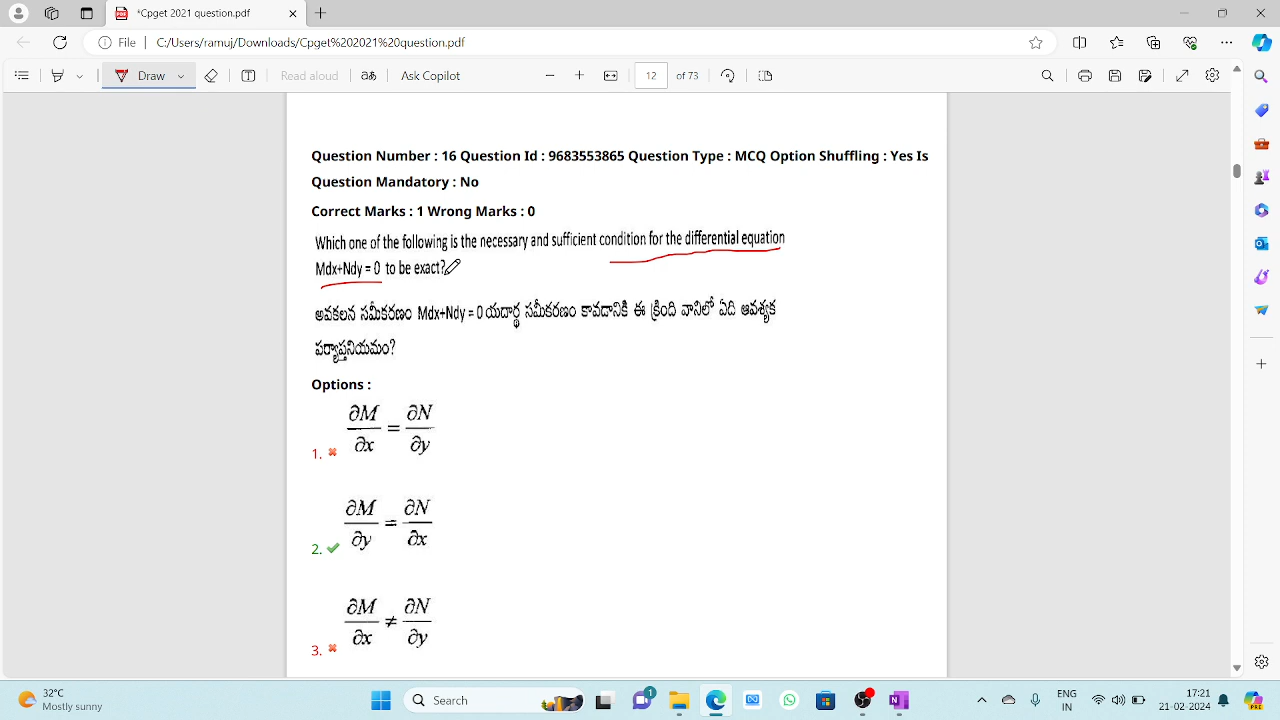 *Cpget 2021 question.pdf
File C:/Users/ramuj/Downloads/Cpget%202021%20question.pdf
Draw Read aloud Ask Copilot 12 of 73
Question Number : 16 Question Id : 9683553865 Question Type : MCQ Option Shuffling : Yes Is
Question Mandatory : No
Correct Marks : 1 Wrong Marks : 0
Which one of the following is the necessary and sufficient condition for the differential equation
Mdx+Ndy = 0 to be exact?
అవకలన సమీకరణం Mdx+Ndy = 0 యదార్థ సమీకరణం కావడానికి ఈ క్రింది వానిలో ఏది ఆవశ్యక
పర్యాప్తనియమం?
Options :
1. ∂M/∂x = ∂N/∂y
2. ∂M/∂y = ∂N/∂x
3. ∂M/∂x ≠ ∂N/∂y
32°C
Mostly sunny
Search
1
ENG
IN
17:21
21-02-2024